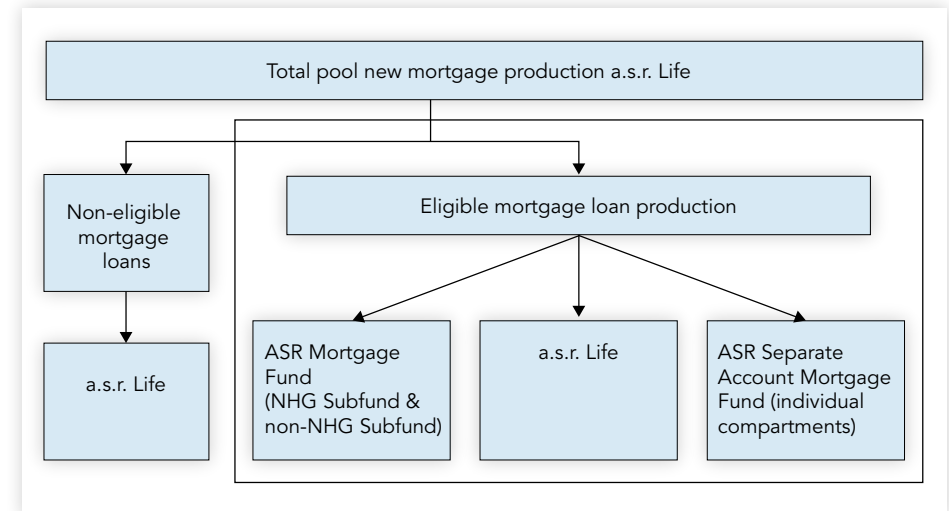 Total pool new mortgage production a.s.r. Life
Non-eligible
mortgage
loans
Eligible mortgage loan production
a.s.r. Life
ASR Mortgage
Fund
(NHG Subfund &
non-NHG Subfund)
a.s.r. Life
ASR Separate
Account Mortgage
Fund (individual
compartments)